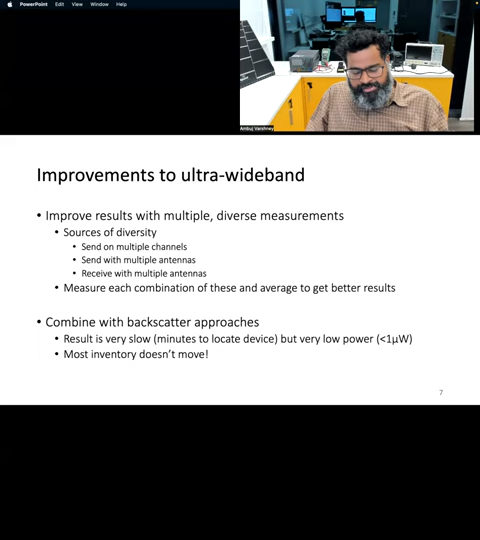 PowerPoint Edit View Window Help
Ambuj Varshney
Improvements to ultra-wideband
• Improve results with multiple, diverse measurements
• Sources of diversity
• Send on multiple channels
• Send with multiple antennas
• Receive with multiple antennas
• Measure each combination of these and average to get better results
• Combine with backscatter approaches
• Result is very slow (minutes to locate device) but very low power (<1µW)
• Most inventory doesn't move!
7